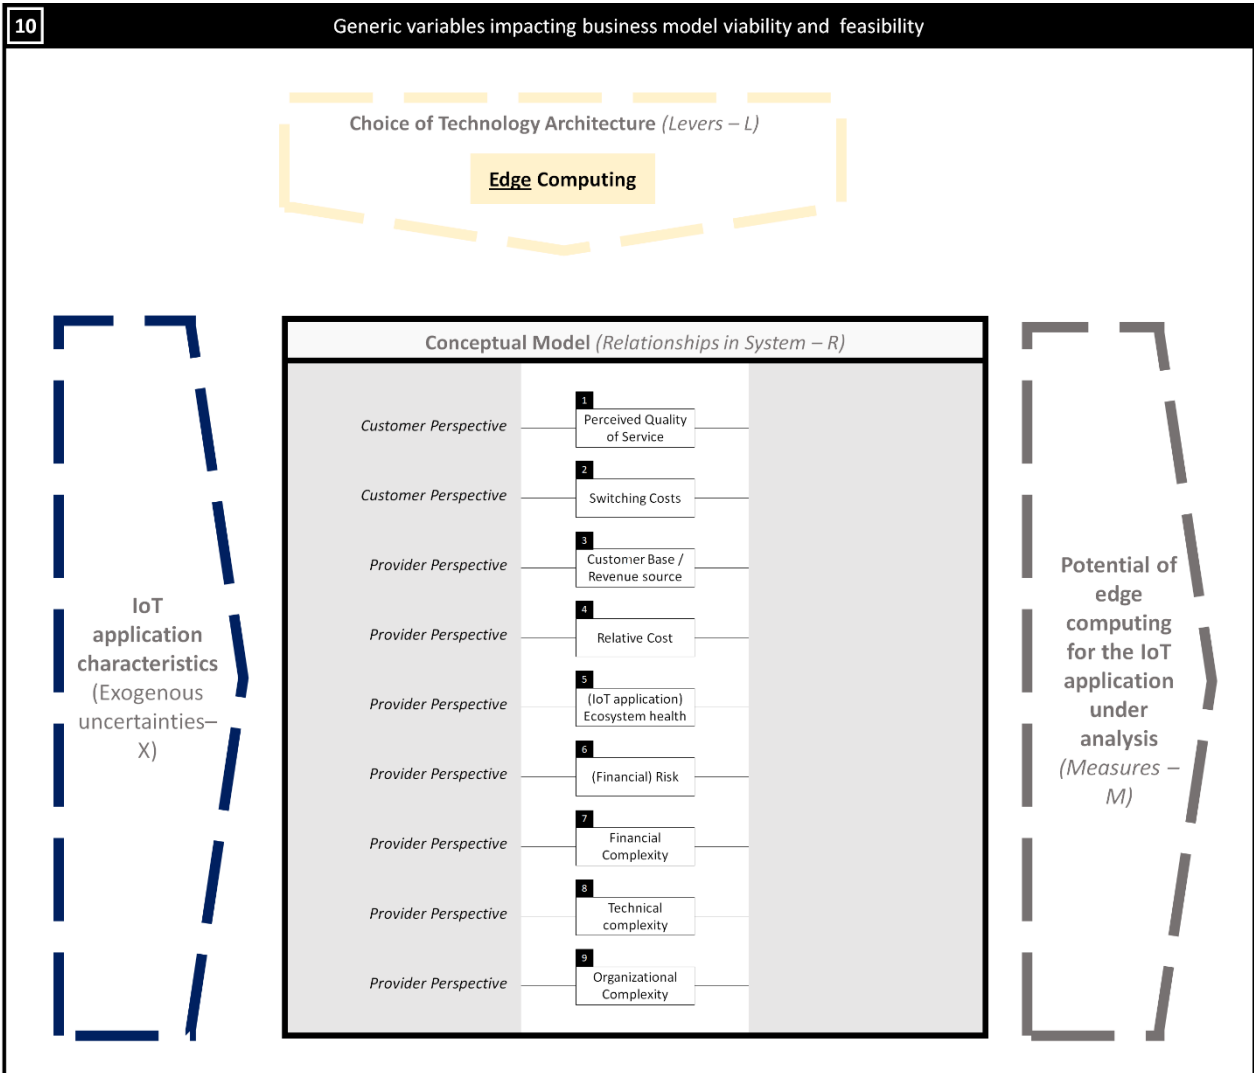 10
Generic variables impacting business model viability and feasibility
Choice of Technology Architecture (Levers – L)
Edge Computing
Conceptual Model (Relationships in System – R)
IoT
application
characteristics
(Exogenous
uncertainties–
X)
Customer Perspective
1
Perceived Quality
of Service
Customer Perspective
2
Switching Costs
Provider Perspective
3
Customer Base /
Revenue source
Provider Perspective
4
Relative Cost
Provider Perspective
5
(IoT application)
Ecosystem health
Provider Perspective
6
(Financial) Risk
Provider Perspective
7
Financial
Complexity
Provider Perspective
8
Technical
complexity
Provider Perspective
9
Organizational
Complexity
Potential of
edge
computing
for the IoT
application
under
analysis
(Measures –
M)